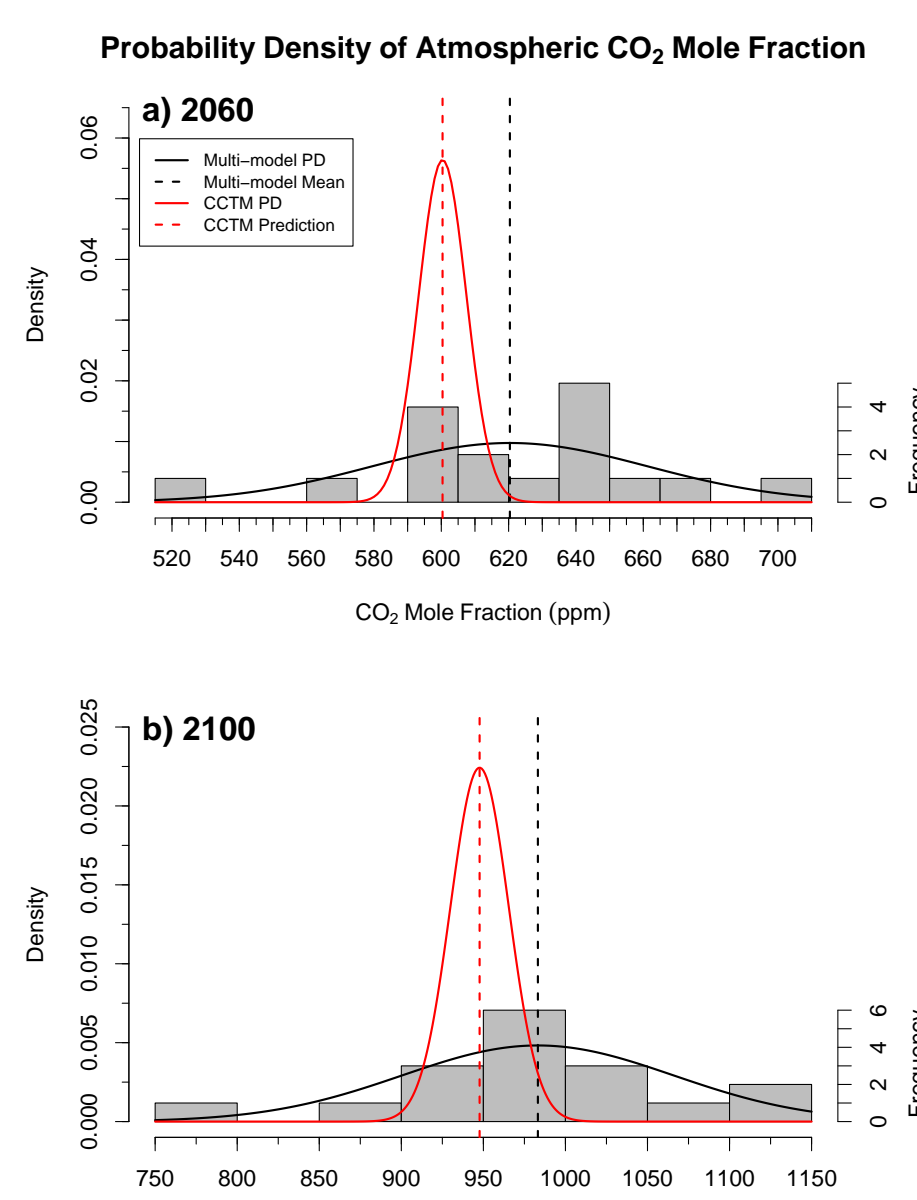 Probability Density of Atmospheric CO₂ Mole Fraction
a) 2060
Multi−model PD
Multi−model Mean
CCTM PD
CCTM Prediction
Density
0.00 0.02 0.04 0.06
0 2 4
520 540 560 580 600 620 640 660 680 700
CO₂ Mole Fraction (ppm)
b) 2100
Density
0.000 0.005 0.010 0.015 0.020 0.025
0 2 4 6
750 800 850 900 950 1000 1050 1100 1150